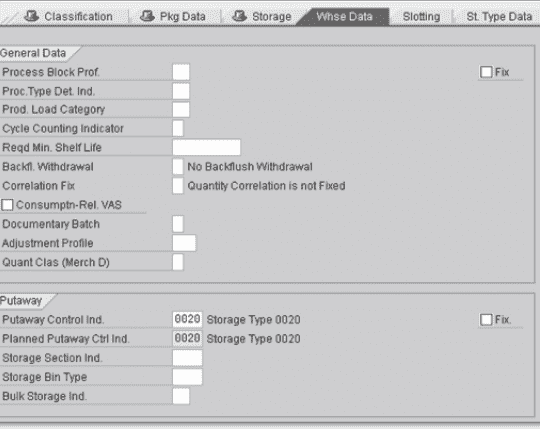 Classification Pkg Data Storage Whse Data Slotting St. Type Data
General Data
Process Block Prof. Fix
Proc.Type Det. Ind.
Prod. Load Category
Cycle Counting Indicator
Reqd Min. Shelf Life
Backfl. Withdrawal No Backflush Withdrawal
Correlation Fix Quantity Correlation is not Fixed
Consumptn-Rel. VAS
Documentary Batch
Adjustment Profile
Quant Clas (Merch D)
Putaway
Putaway Control Ind. 0020 Storage Type 0020 Fix.
Planned Putaway Ctrl Ind. 0020 Storage Type 0020
Storage Section Ind.
Storage Bin Type
Bulk Storage Ind.